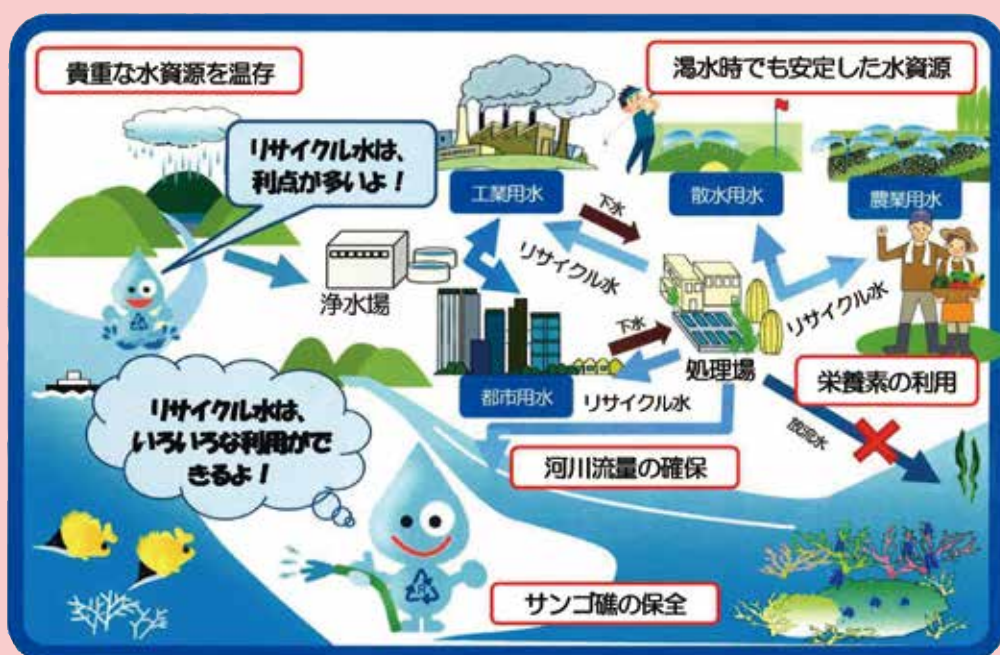 貴重な水資源を温存
渇水時でも安定した水資源
リサイクル水は、
利点が多いよ!
工業用水
散水用水
農業用水
下水
リサイクル水
浄水場
下水
処理場
リサイクル水
栄養素の利用
都市用水
リサイクル水
放流水
リサイクル水は、
いろいろな利用がで
きるよ!
河川流量の確保
サンゴ礁の保全